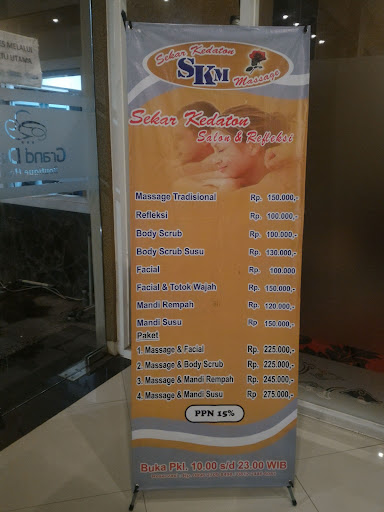 MELALUI
UTAMA
Grand D
Sekar Kedaton
SKM
Massage
Sekar Kedaton
Salon & Refleksi
Massage Tradisional Rp. 150.000,-
Refleksi Rp. 100.000,-
Body Scrub Rp. 100.000,-
Body Scrub Susu Rp. 130.000,-
Facial Rp. 100.000
Facial & Totok Wajah Rp. 150.000,-
Mandi Rempah Rp. 120.000,-
Mandi Susu Rp. 150.000,-
Paket
1. Massage & Facial Rp. 225.000,-
2. Massage & Body Scrub Rp. 225.000,-
3. Massage & Mandi Rempah Rp. 245.000,-
4. Massage & Mandi Susu Rp. 275.000,-
PPN 15%
Buka Pkl. 10.00 s/d 23.00 WIB